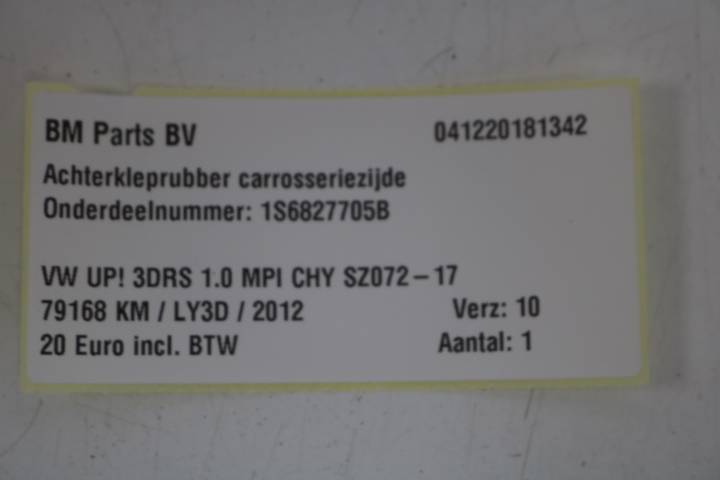 BM Parts BV 041220181342
Achterkleprubber carrosseriezijde
Onderdeelnummer: 1S6827705B
VW UP! 3DRS 1.0 MPI CHY SZ072-17
79168 KM / LY3D / 2012 Verz: 10
20 Euro incl. BTW Aantal: 1